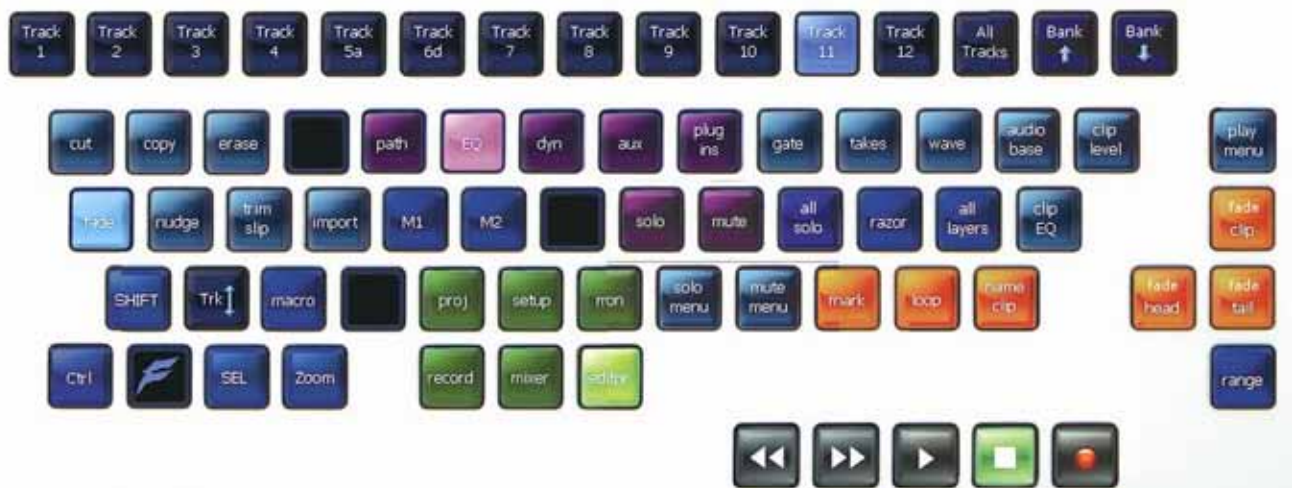 Track 1
Track 2
Track 3
Track 4
Track 5a
Track 6d
Track 7
Track 8
Track 9
Track 10
Track 11
Track 12
All Tracks
Bank
Bank
cut
copy
erase
path
EQ
dyn
aux
plug ins
gate
takes
wave
audio base
clip level
play menu
fade
nudge
trim slip
import
M1
M2
solo
mute
all solo
razor
all layers
clip EQ
fade clip
SHIFT
Trk
macro
proj
setup
mon
solo menu
mute menu
mark
loop
name clip
fade head
fade tail
Ctrl
SEL
Zoom
record
mixer
editor
range